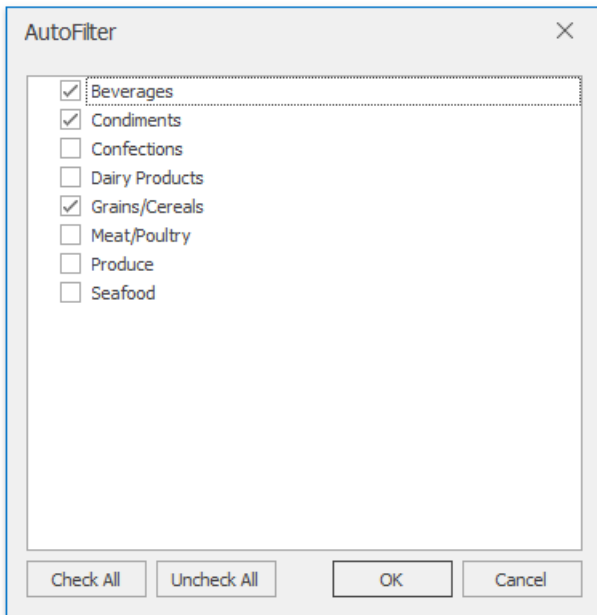 AutoFilter
Beverages
Condiments
Confections
Dairy Products
Grains/Cereals
Meat/Poultry
Produce
Seafood
Check All Uncheck All OK Cancel